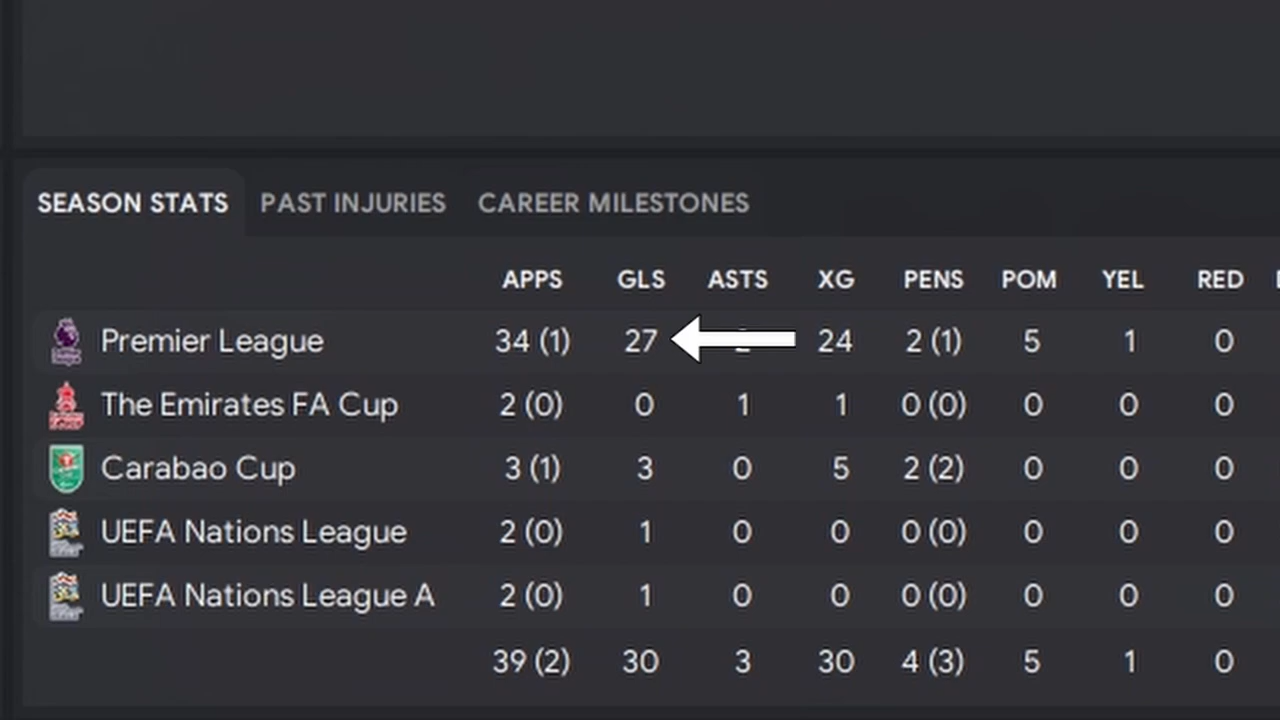 SEASON STATS PAST INJURIES CAREER MILESTONES
APPS GLS ASTS XG PENS POM YEL RED
Premier League 34 (1) 27 24 2 (1) 5 1 0
The Emirates FA Cup 2 (0) 0 1 1 0 (0) 0 0 0
Carabao Cup 3 (1) 3 0 5 2 (2) 0 0 0
UEFA Nations League 2 (0) 1 0 0 0 (0) 0 0 0
UEFA Nations League A 2 (0) 1 0 0 0 (0) 0 0 0
39 (2) 30 3 30 4 (3) 5 1 0